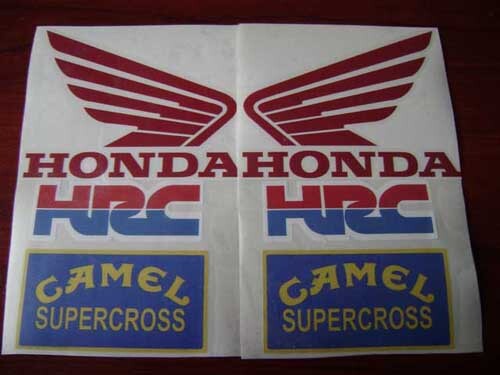 HONDA HONDA
HRC HRC
CAMEL CAMEL
SUPERCROSS SUPERCROSS